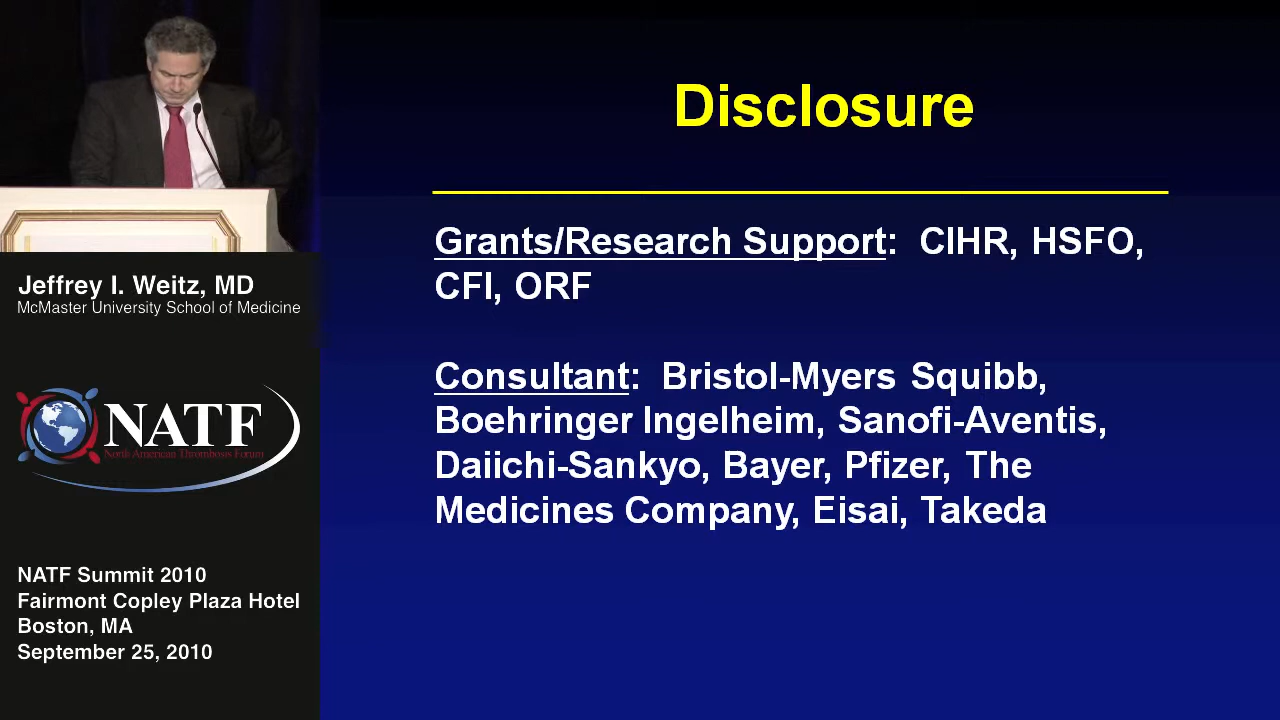 Disclosure
Grants/Research Support: CIHR, HSFO,
CFI, ORF
Consultant: Bristol-Myers Squibb,
Boehringer Ingelheim, Sanofi-Aventis,
Daiichi-Sankyo, Bayer, Pfizer, The
Medicines Company, Eisai, Takeda
Jeffrey I. Weitz, MD
McMaster University School of Medicine
NATF
North American Thrombosis Forum
NATF Summit 2010
Fairmont Copley Plaza Hotel
Boston, MA
September 25, 2010